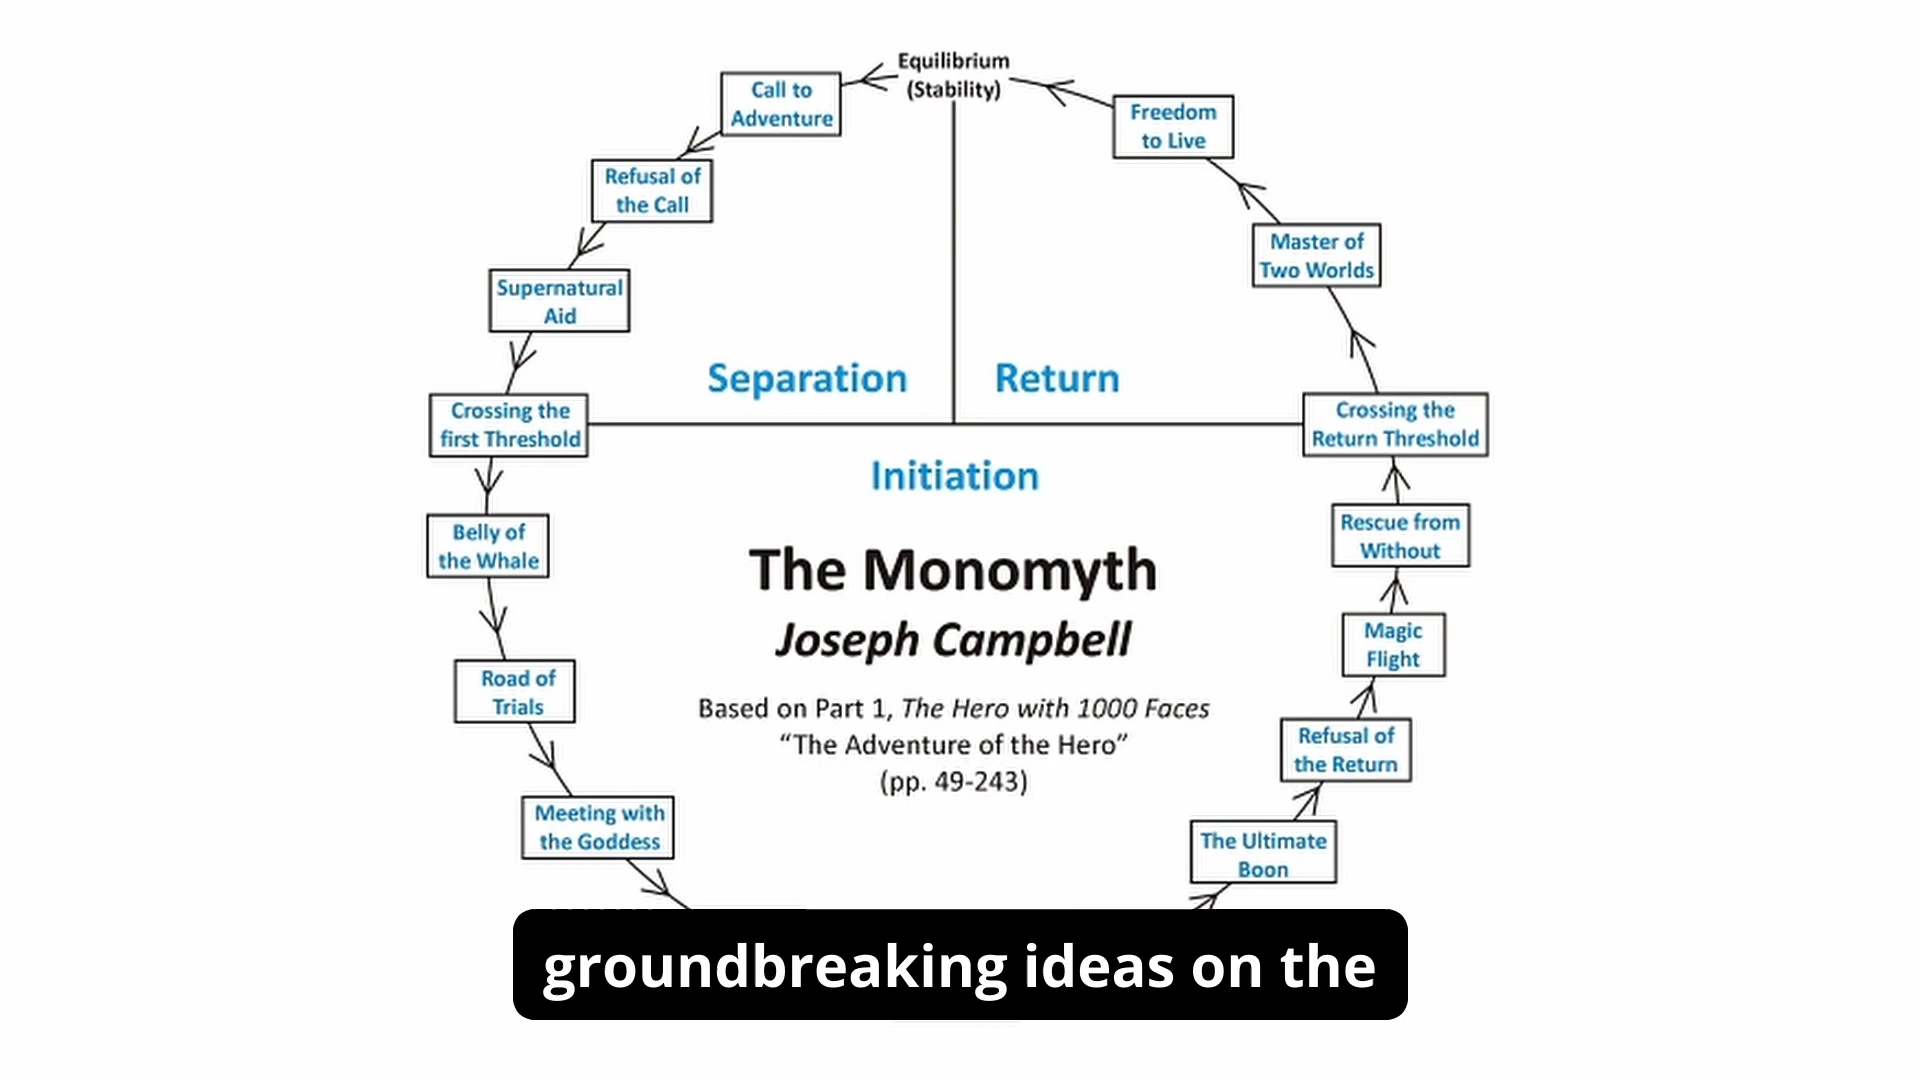 Equilibrium
(Stability)
Call to
Adventure
Refusal of
the Call
Supernatural
Aid
Crossing the
first Threshold
Belly of
the Whale
Road of
Trials
Meeting with
the Goddess
The Ultimate
Boon
Refusal of
the Return
Magic
Flight
Rescue from
Without
Crossing the
Return Threshold
Master of
Two Worlds
Freedom
to Live
Separation
Return
Initiation
The Monomyth
Joseph Campbell
Based on Part 1, The Hero with 1000 Faces
“The Adventure of the Hero”
(pp. 49-243)
groundbreaking ideas on the